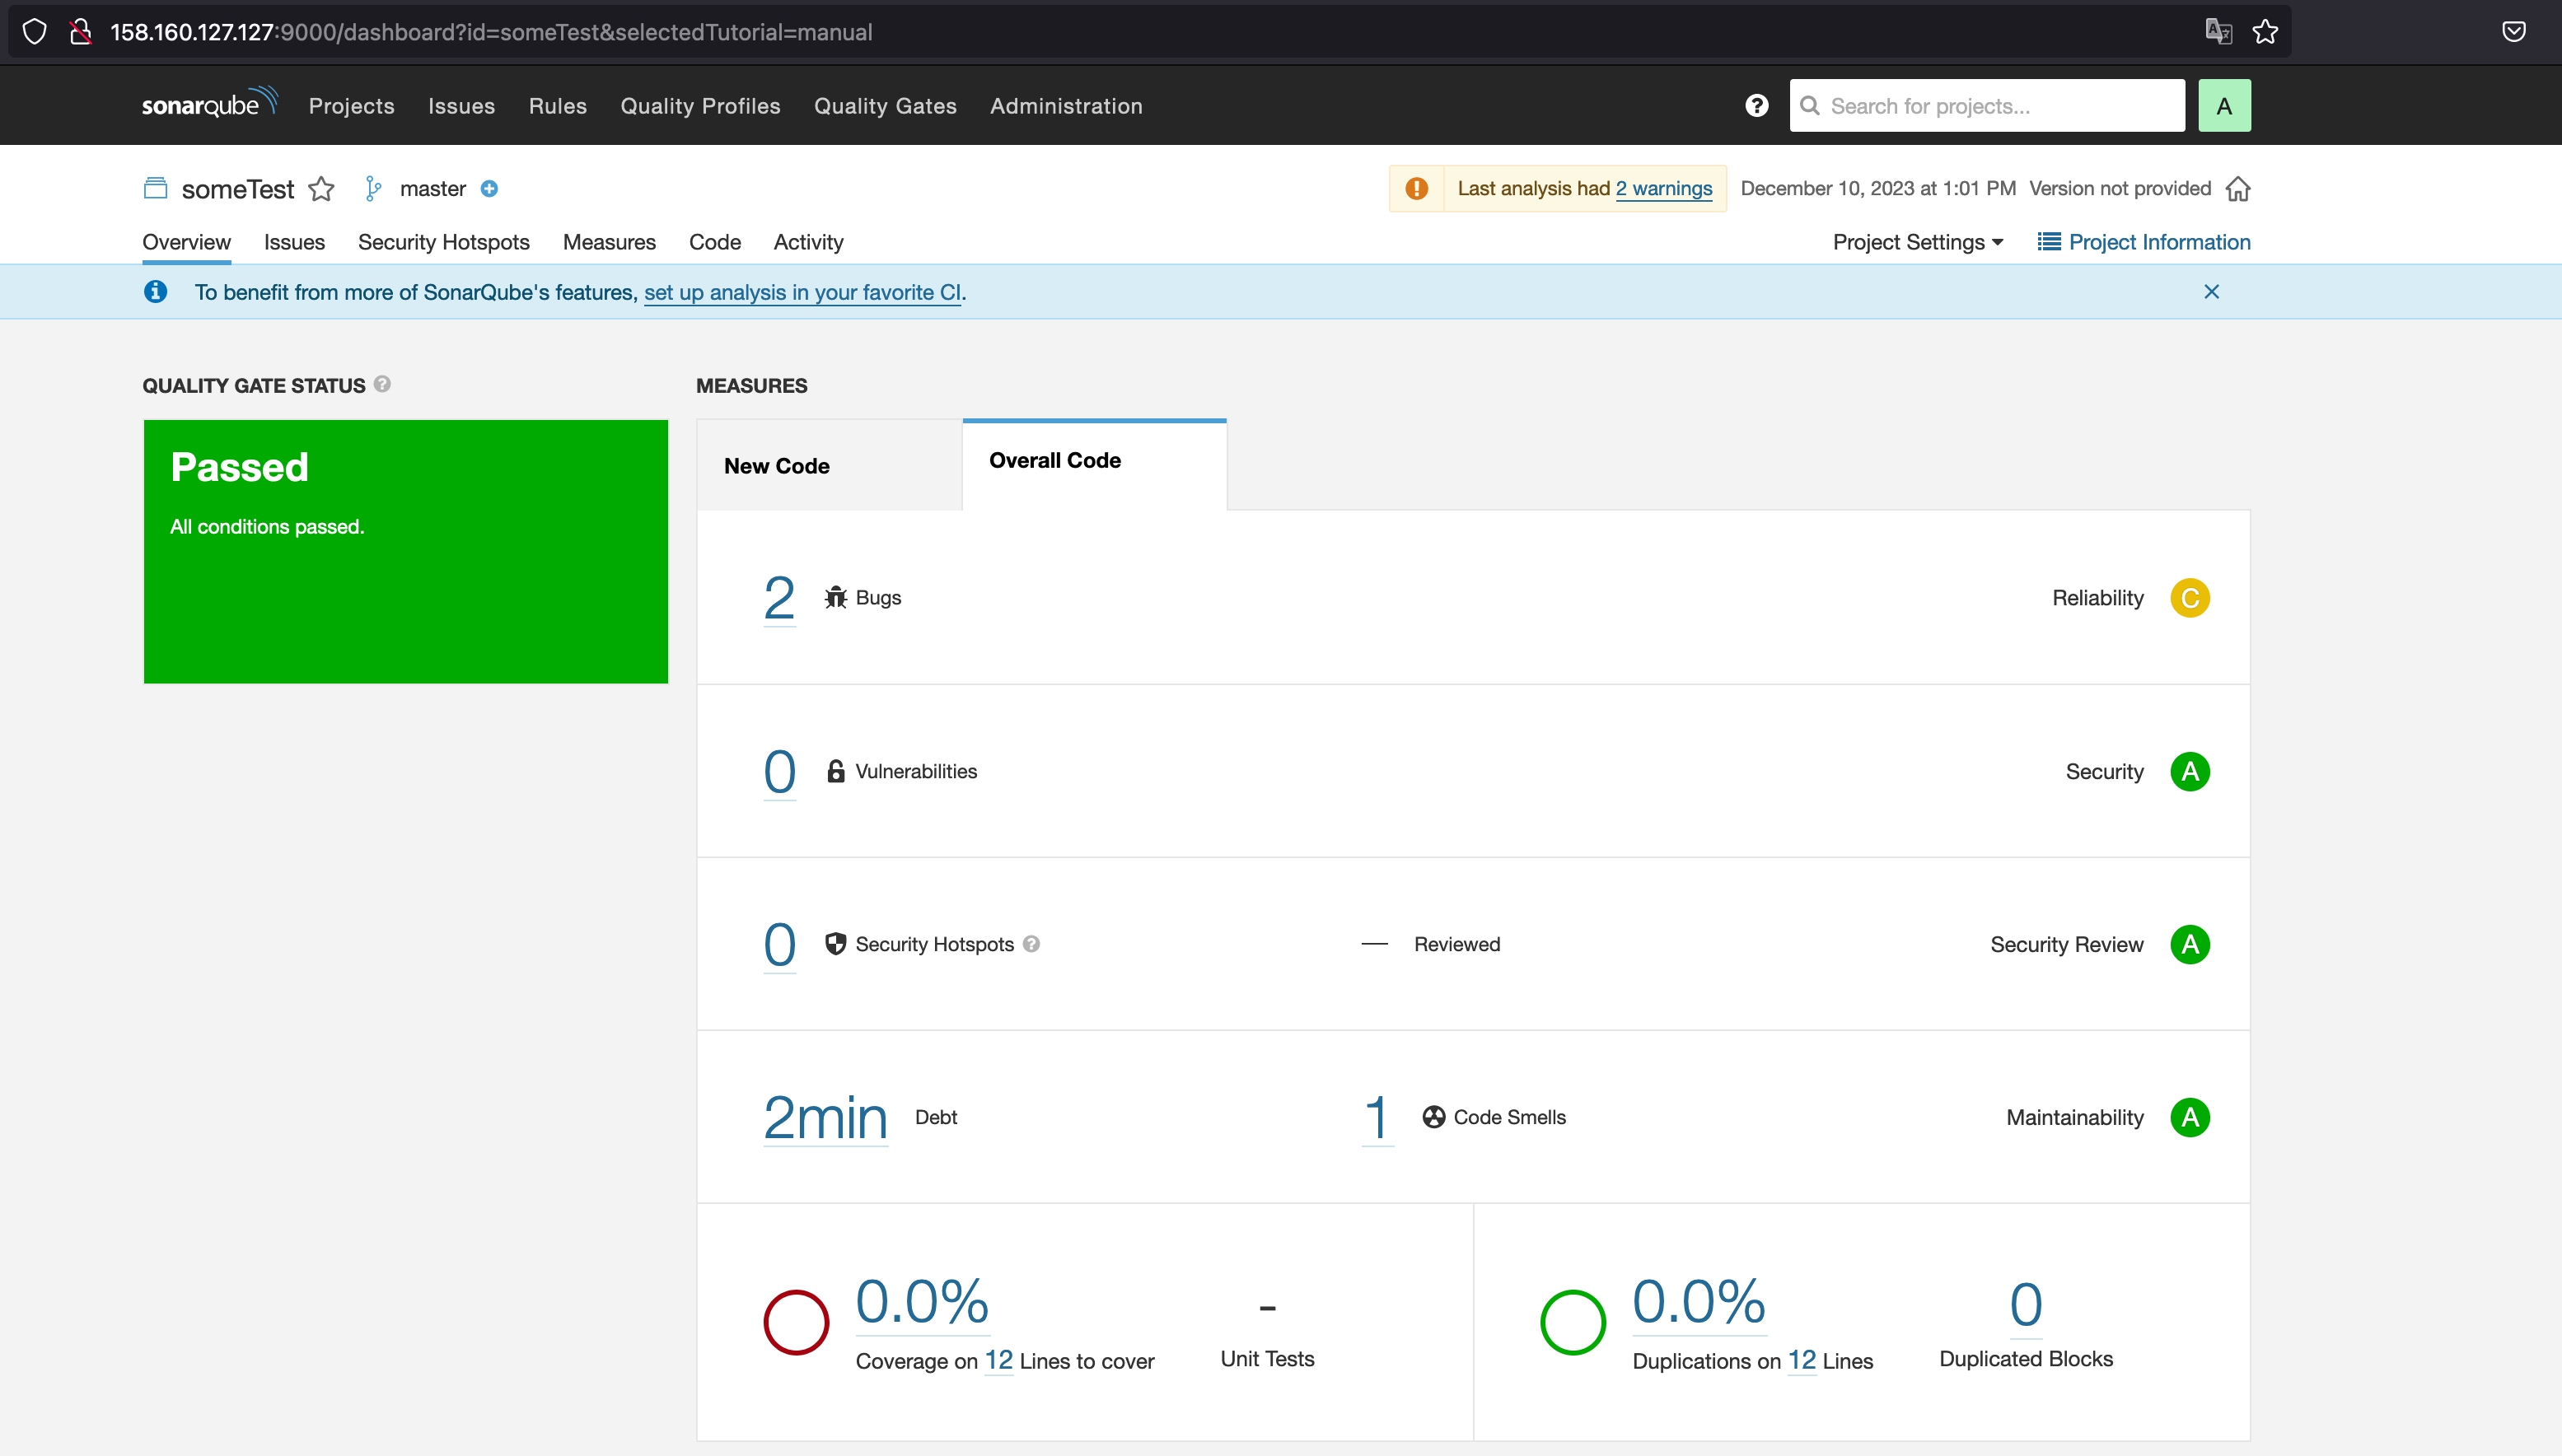 158.160.127.127:9000/dashboard?id=someTest&selectedTutorial=manual
sonarqube Projects Issues Rules Quality Profiles Quality Gates Administration Search for projects... A
someTest master Last analysis had 2 warnings December 10, 2023 at 1:01 PM Version not provided
Overview Issues Security Hotspots Measures Code Activity Project Settings Project Information
To benefit from more of SonarQube's features, set up analysis in your favorite CI.
QUALITY GATE STATUS
Passed
All conditions passed.
MEASURES
New Code Overall Code
2 Bugs Reliability C
0 Vulnerabilities Security A
0 Security Hotspots — Reviewed Security Review A
2min Debt 1 Code Smells Maintainability A
0.0% - 0.0% 0
Coverage on 12 Lines to cover Unit Tests Duplications on 12 Lines Duplicated Blocks